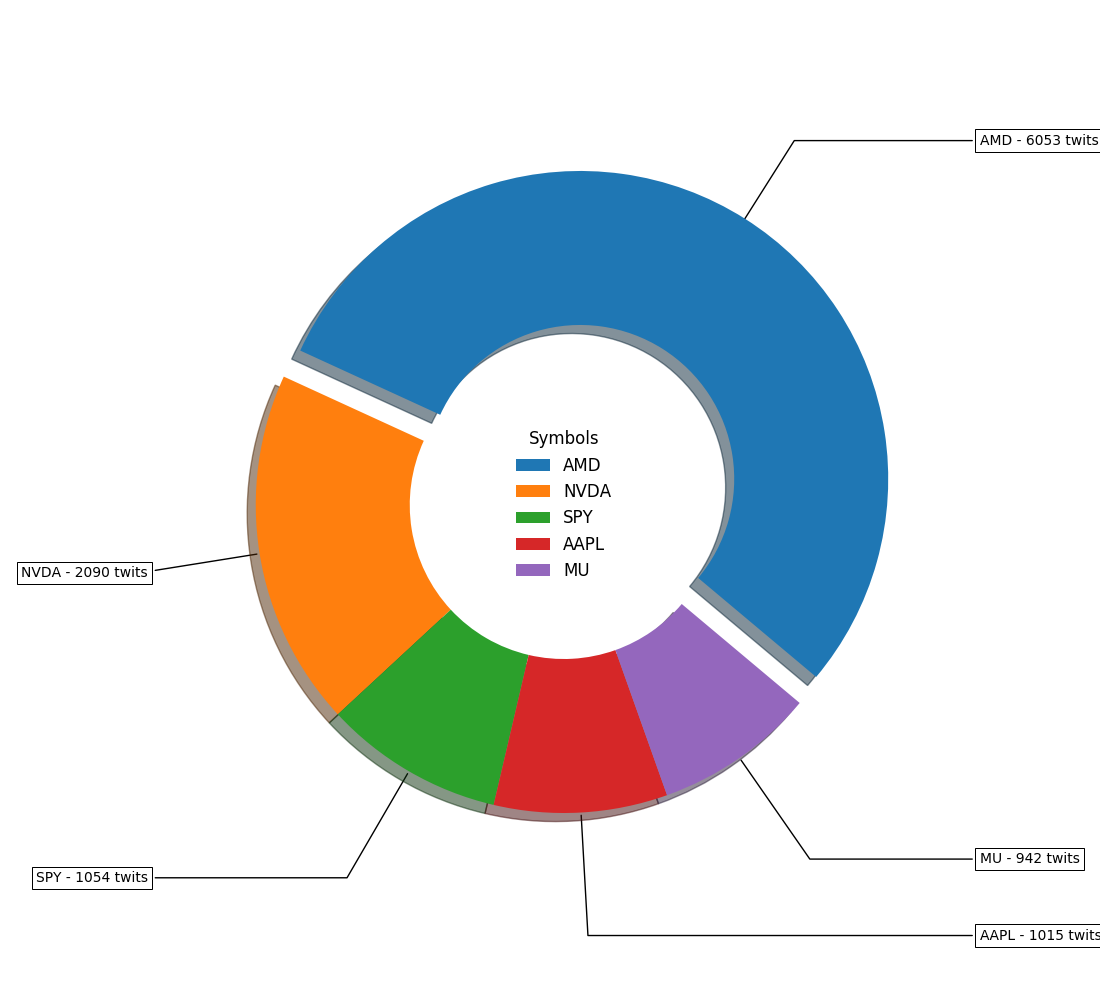 AMD - 6053 twits
Symbols
AMD
NVDA
SPY
AAPL
MU
NVDA - 2090 twits
MU - 942 twits
SPY - 1054 twits
AAPL - 1015 twits